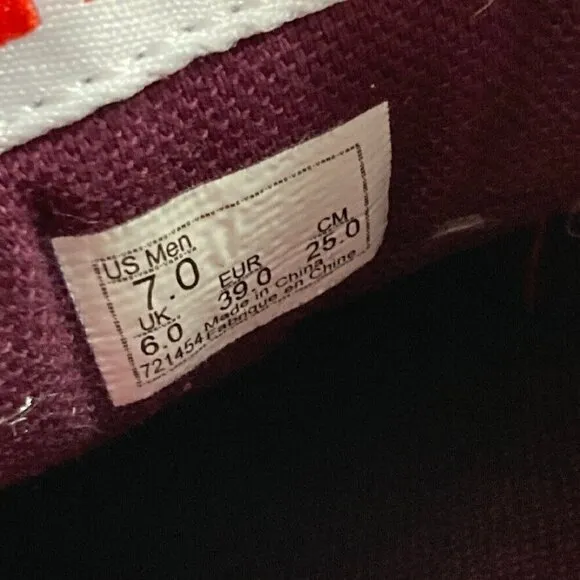 US Men
7.0
UK
6.0
EUR
39.0
CM
25.0
Made in China
721454 Fabrique en Chine